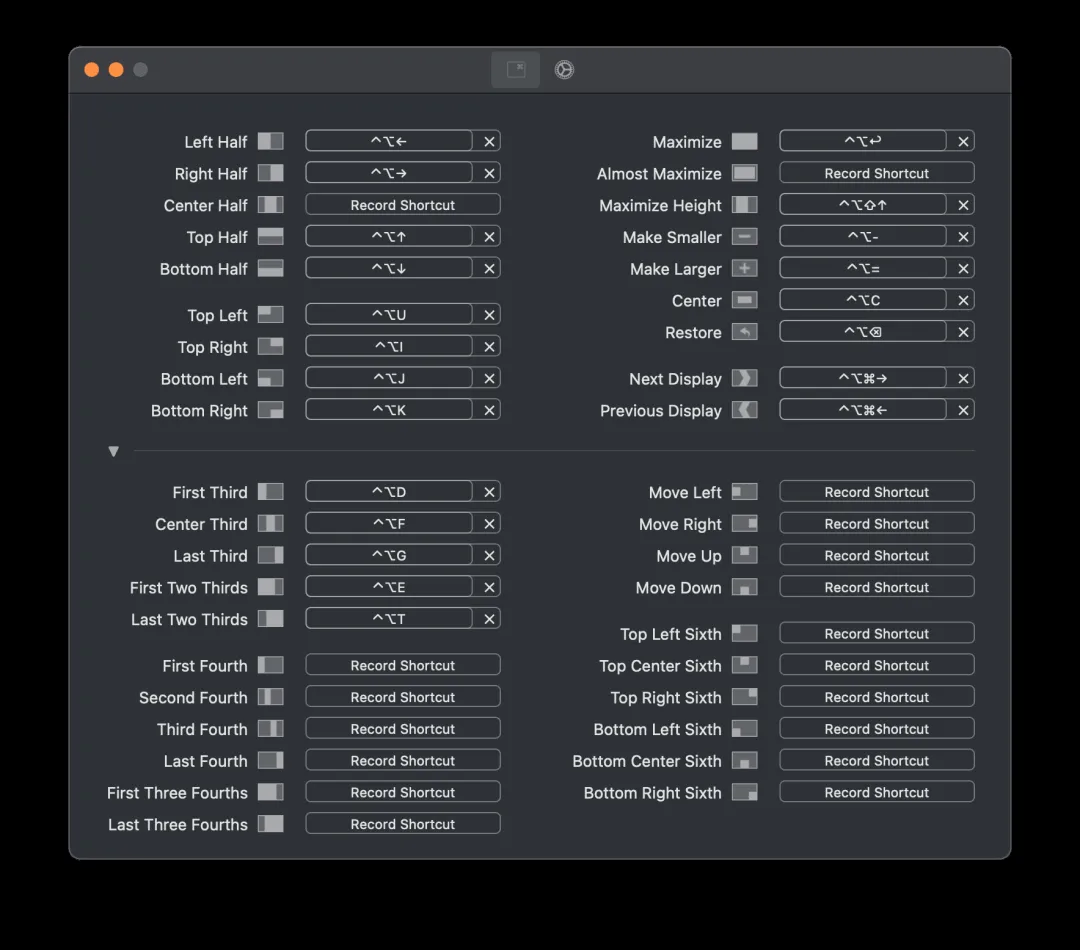 Left Half ^⌥←
Right Half ^⌥→
Center Half Record Shortcut
Top Half ^⌥↑
Bottom Half ^⌥↓
Top Left ^⌥U
Top Right ^⌥I
Bottom Left ^⌥J
Bottom Right ^⌥K
Maximize ^⌥↩
Almost Maximize Record Shortcut
Maximize Height ^⌥⇧↑
Make Smaller ^⌥-
Make Larger ^⌥=
Center ^⌥C
Restore ^⌥⌫
Next Display ^⌥⌘→
Previous Display ^⌥⌘←
First Third ^⌥D
Center Third ^⌥F
Last Third ^⌥G
First Two Thirds ^⌥E
Last Two Thirds ^⌥T
First Fourth Record Shortcut
Second Fourth Record Shortcut
Third Fourth Record Shortcut
Last Fourth Record Shortcut
First Three Fourths Record Shortcut
Last Three Fourths Record Shortcut
Move Left Record Shortcut
Move Right Record Shortcut
Move Up Record Shortcut
Move Down Record Shortcut
Top Left Sixth Record Shortcut
Top Center Sixth Record Shortcut
Top Right Sixth Record Shortcut
Bottom Left Sixth Record Shortcut
Bottom Center Sixth Record Shortcut
Bottom Right Sixth Record Shortcut